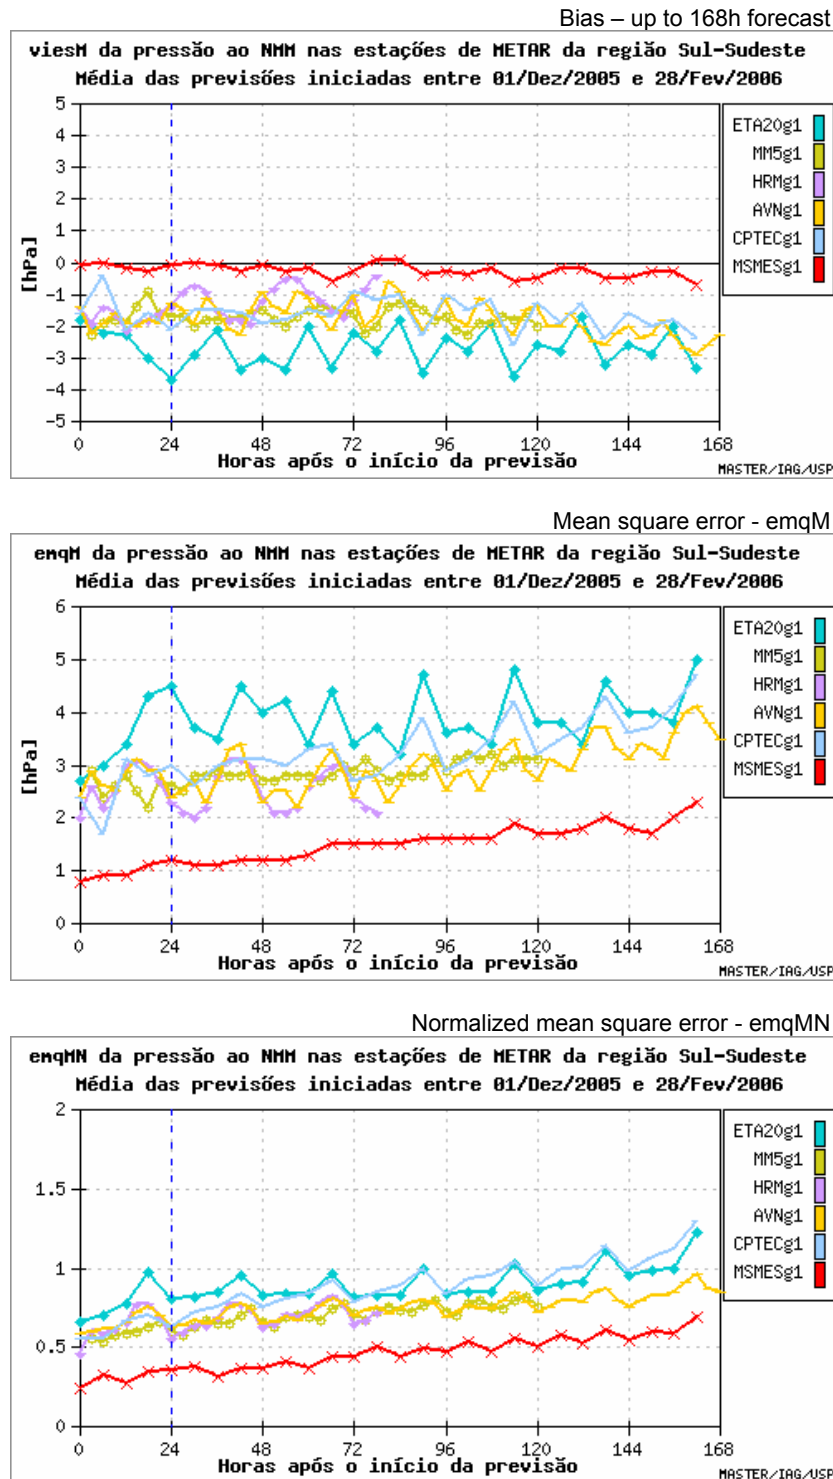 Bias – up to 168h forecast
viesM da pressão ao NMM nas estações de METAR da região Sul-Sudeste
Média das previsões iniciadas entre 01/Dez/2005 e 28/Fev/2006
[hPa]
5
4
3
2
1
0
-1
-2
-3
-4
-5
0 24 48 72 96 120 144 168
Horas após o início da previsão
ETA20g1
MM5g1
HRMg1
AVNg1
CPTECg1
MSMESg1
MASTER/IAG/USP
Mean square error - emqM
emqM da pressão ao NMM nas estações de METAR da região Sul-Sudeste
Média das previsões iniciadas entre 01/Dez/2005 e 28/Fev/2006
[hPa]
6
5
4
3
2
1
0
0 24 48 72 96 120 144 168
Horas após o início da previsão
ETA20g1
MM5g1
HRMg1
AVNg1
CPTECg1
MSMESg1
MASTER/IAG/USP
Normalized mean square error - emqMN
emqMN da pressão ao NMM nas estações de METAR da região Sul-Sudeste
Média das previsões iniciadas entre 01/Dez/2005 e 28/Fev/2006
2
1.5
1
0.5
0
0 24 48 72 96 120 144 168
Horas após o início da previsão
ETA20g1
MM5g1
HRMg1
AVNg1
CPTECg1
MSMESg1
MASTER/IAG/USP